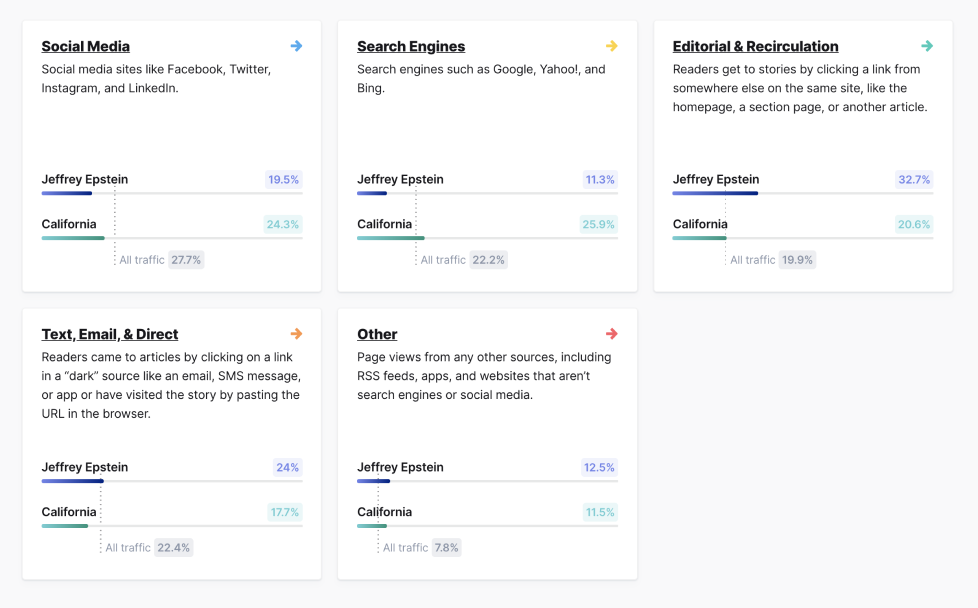 Social Media
Social media sites like Facebook, Twitter,
Instagram, and LinkedIn.
Jeffrey Epstein 19.5%
California 24.3%
All traffic 27.7%
Search Engines
Search engines such as Google, Yahoo!, and
Bing.
Jeffrey Epstein 11.3%
California 25.9%
All traffic 22.2%
Editorial & Recirculation
Readers get to stories by clicking a link from
somewhere else on the same site, like the
homepage, a section page, or another article.
Jeffrey Epstein 32.7%
California 20.6%
All traffic 19.9%
Text, Email, & Direct
Readers came to articles by clicking on a link
in a “dark” source like an email, SMS message,
or app or have visited the story by pasting the
URL in the browser.
Jeffrey Epstein 24%
California 17.7%
All traffic 22.4%
Other
Page views from any other sources, including
RSS feeds, apps, and websites that aren’t
search engines or social media.
Jeffrey Epstein 12.5%
California 11.5%
All traffic 7.8%